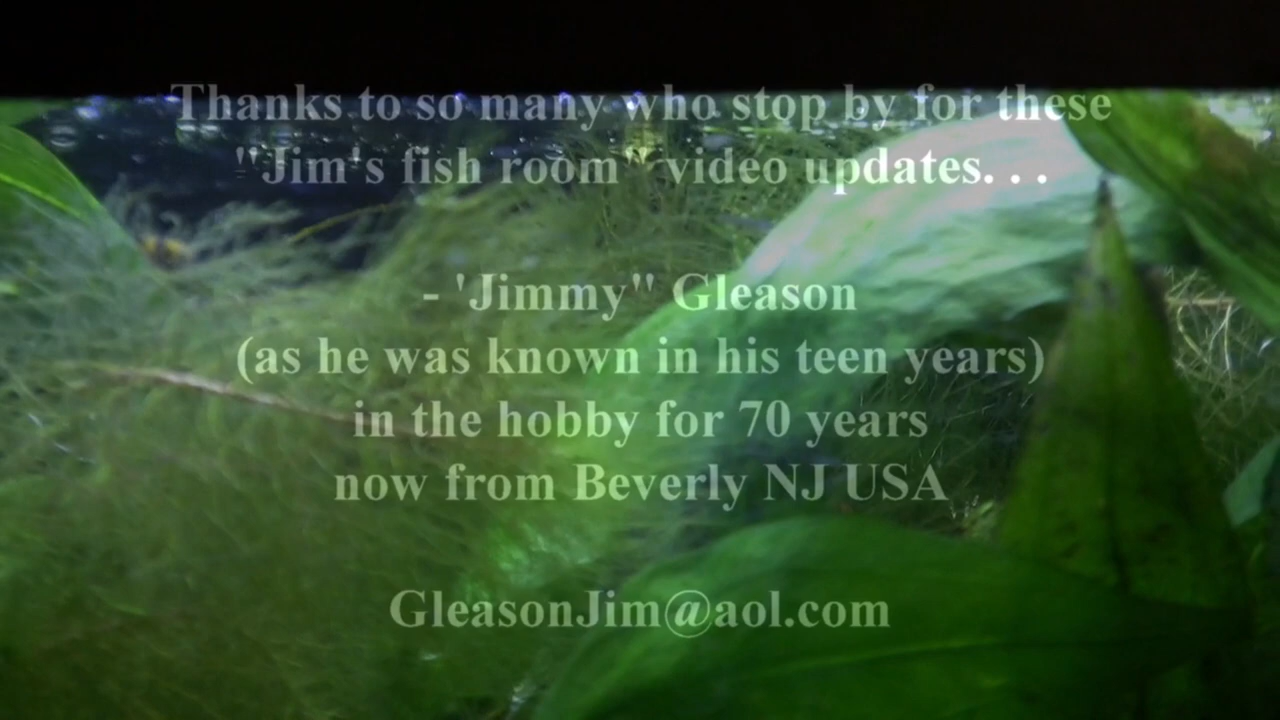 Thanks to so many who stop by for these
"Jim's fish room" video updates. . .
- 'Jimmy" Gleason
(as he was known in his teen years)
in the hobby for 70 years
now from Beverly NJ USA
GleasonJim@aol.com